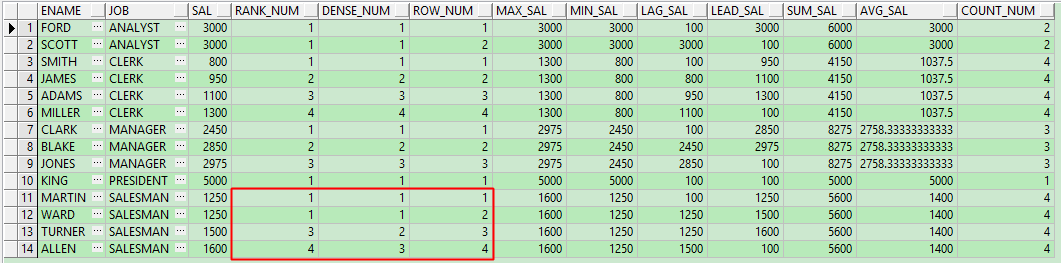 ENAME JOB SAL RANK_NUM DENSE_NUM ROW_NUM MAX_SAL MIN_SAL LAG_SAL LEAD_SAL SUM_SAL AVG_SAL COUNT_NUM
1 FORD ... ANALYST ... 3000 1 1 1 3000 3000 100 3000 6000 3000 2
2 SCOTT ... ANALYST ... 3000 1 1 2 3000 3000 3000 100 6000 3000 2
3 SMITH ... CLERK ... 800 1 1 1 1300 800 100 950 4150 1037.5 4
4 JAMES ... CLERK ... 950 2 2 2 1300 800 800 1100 4150 1037.5 4
5 ADAMS ... CLERK ... 1100 3 3 3 1300 800 950 1300 4150 1037.5 4
6 MILLER ... CLERK ... 1300 4 4 4 1300 800 1100 100 4150 1037.5 4
7 CLARK ... MANAGER ... 2450 1 1 1 2975 2450 100 2850 8275 2758.33333333333 3
8 BLAKE ... MANAGER ... 2850 2 2 2 2975 2450 2450 2975 8275 2758.33333333333 3
9 JONES ... MANAGER ... 2975 3 3 3 2975 2450 2850 100 8275 2758.33333333333 3
10 KING ... PRESIDENT ... 5000 1 1 1 5000 5000 100 100 5000 5000 1
11 MARTIN ... SALESMAN ... 1250 1 1 1 1600 1250 100 1250 5600 1400 4
12 WARD ... SALESMAN ... 1250 1 1 2 1600 1250 1250 1500 5600 1400 4
13 TURNER ... SALESMAN ... 1500 3 2 3 1600 1250 1250 1600 5600 1400 4
14 ALLEN ... SALESMAN ... 1600 4 3 4 1600 1250 1500 100 5600 1400 4